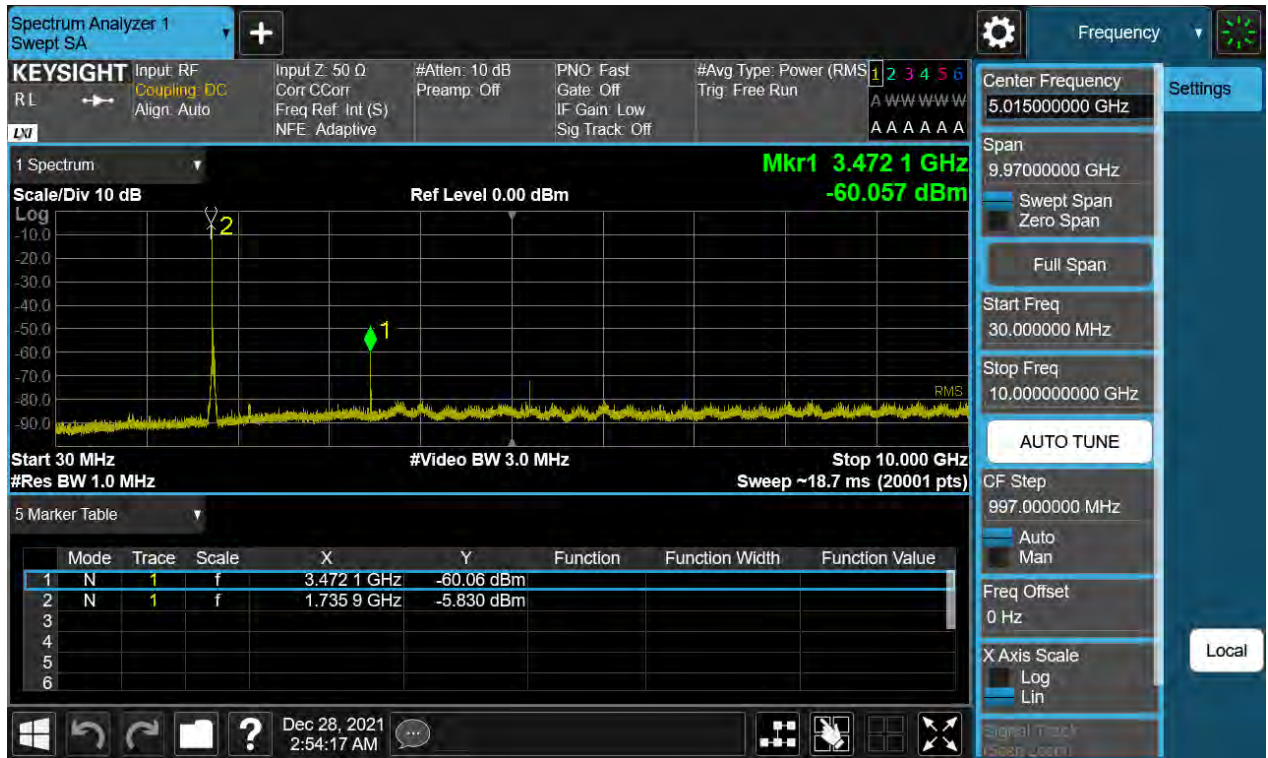 Spectrum Analyzer 1
Swept SA
Frequency
KEYSIGHT
RL
LXI
Input: RF
Coupling: DC
Align: Auto
Input Z: 50 Ω
Corr CCorr
Freq Ref: Int (S)
NFE: Adaptive
#Atten: 10 dB
Preamp: Off
PNO: Fast
Gate: Off
IF Gain: Low
Sig Track: Off
#Avg Type: Power (RMS
Trig: Free Run
1 2 3 4 5 6
A W W W W W
A A A A A A
1 Spectrum
Scale/Div 10 dB
Ref Level 0.00 dBm
Mkr1 3.472 1 GHz
-60.057 dBm
Log
-10.0
-20.0
-30.0
-40.0
-50.0
-60.0
-70.0
-80.0
-90.0
2
1
RMS
Start 30 MHz
#Video BW 3.0 MHz
Stop 10.000 GHz
#Res BW 1.0 MHz
Sweep ~18.7 ms (20001 pts)
5 Marker Table
Mode Trace Scale X Y Function Function Width Function Value
1 N 1 f 3.472 1 GHz -60.06 dBm
2 N 1 f 1.735 9 GHz -5.830 dBm
3
4
5
6
Dec 28, 2021
2:54:17 AM
Center Frequency
5.015000000 GHz
Settings
Span
9.97000000 GHz
Swept Span
Zero Span
Full Span
Start Freq
30.000000 MHz
Stop Freq
10.000000000 GHz
AUTO TUNE
CF Step
997.000000 MHz
Auto
Man
Freq Offset
0 Hz
X Axis Scale
Log
Lin
Local
Signal Track
(Span Zoom)